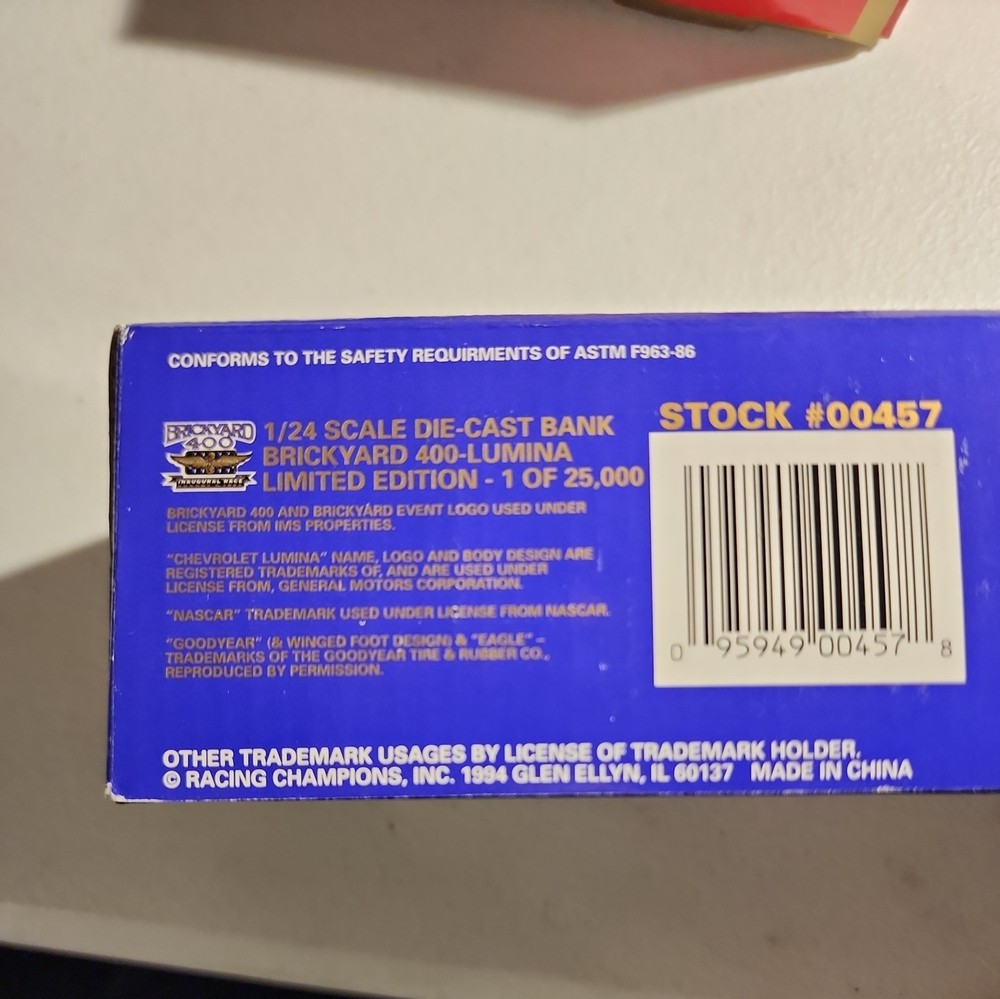 CONFORMS TO THE SAFETY REQUIRMENTS OF ASTM F963-86
STOCK #00457
BRICKYARD
400
INAUGURAL RACE
1/24 SCALE DIE-CAST BANK
BRICKYARD 400-LUMINA
LIMITED EDITION - 1 OF 25,000
BRICKYARD 400 AND BRICKYARD EVENT LOGO USED UNDER
LICENSE FROM IMS PROPERTIES.
"CHEVROLET LUMINA" NAME, LOGO AND BODY DESIGN ARE
REGISTERED TRADEMARKS OF, AND ARE USED UNDER
LICENSE FROM, GENERAL MOTORS CORPORATION.
"NASCAR" TRADEMARK USED UNDER LICENSE FROM NASCAR.
"GOODYEAR" (& WINGED FOOT DESIGN) & "EAGLE" –
TRADEMARKS OF THE GOODYEAR TIRE & RUBBER CO.,
REPRODUCED BY PERMISSION.
0 95949 00457 8
OTHER TRADEMARK USAGES BY LICENSE OF TRADEMARK HOLDER.
© RACING CHAMPIONS, INC. 1994 GLEN ELLYN, IL 60137 MADE IN CHINA